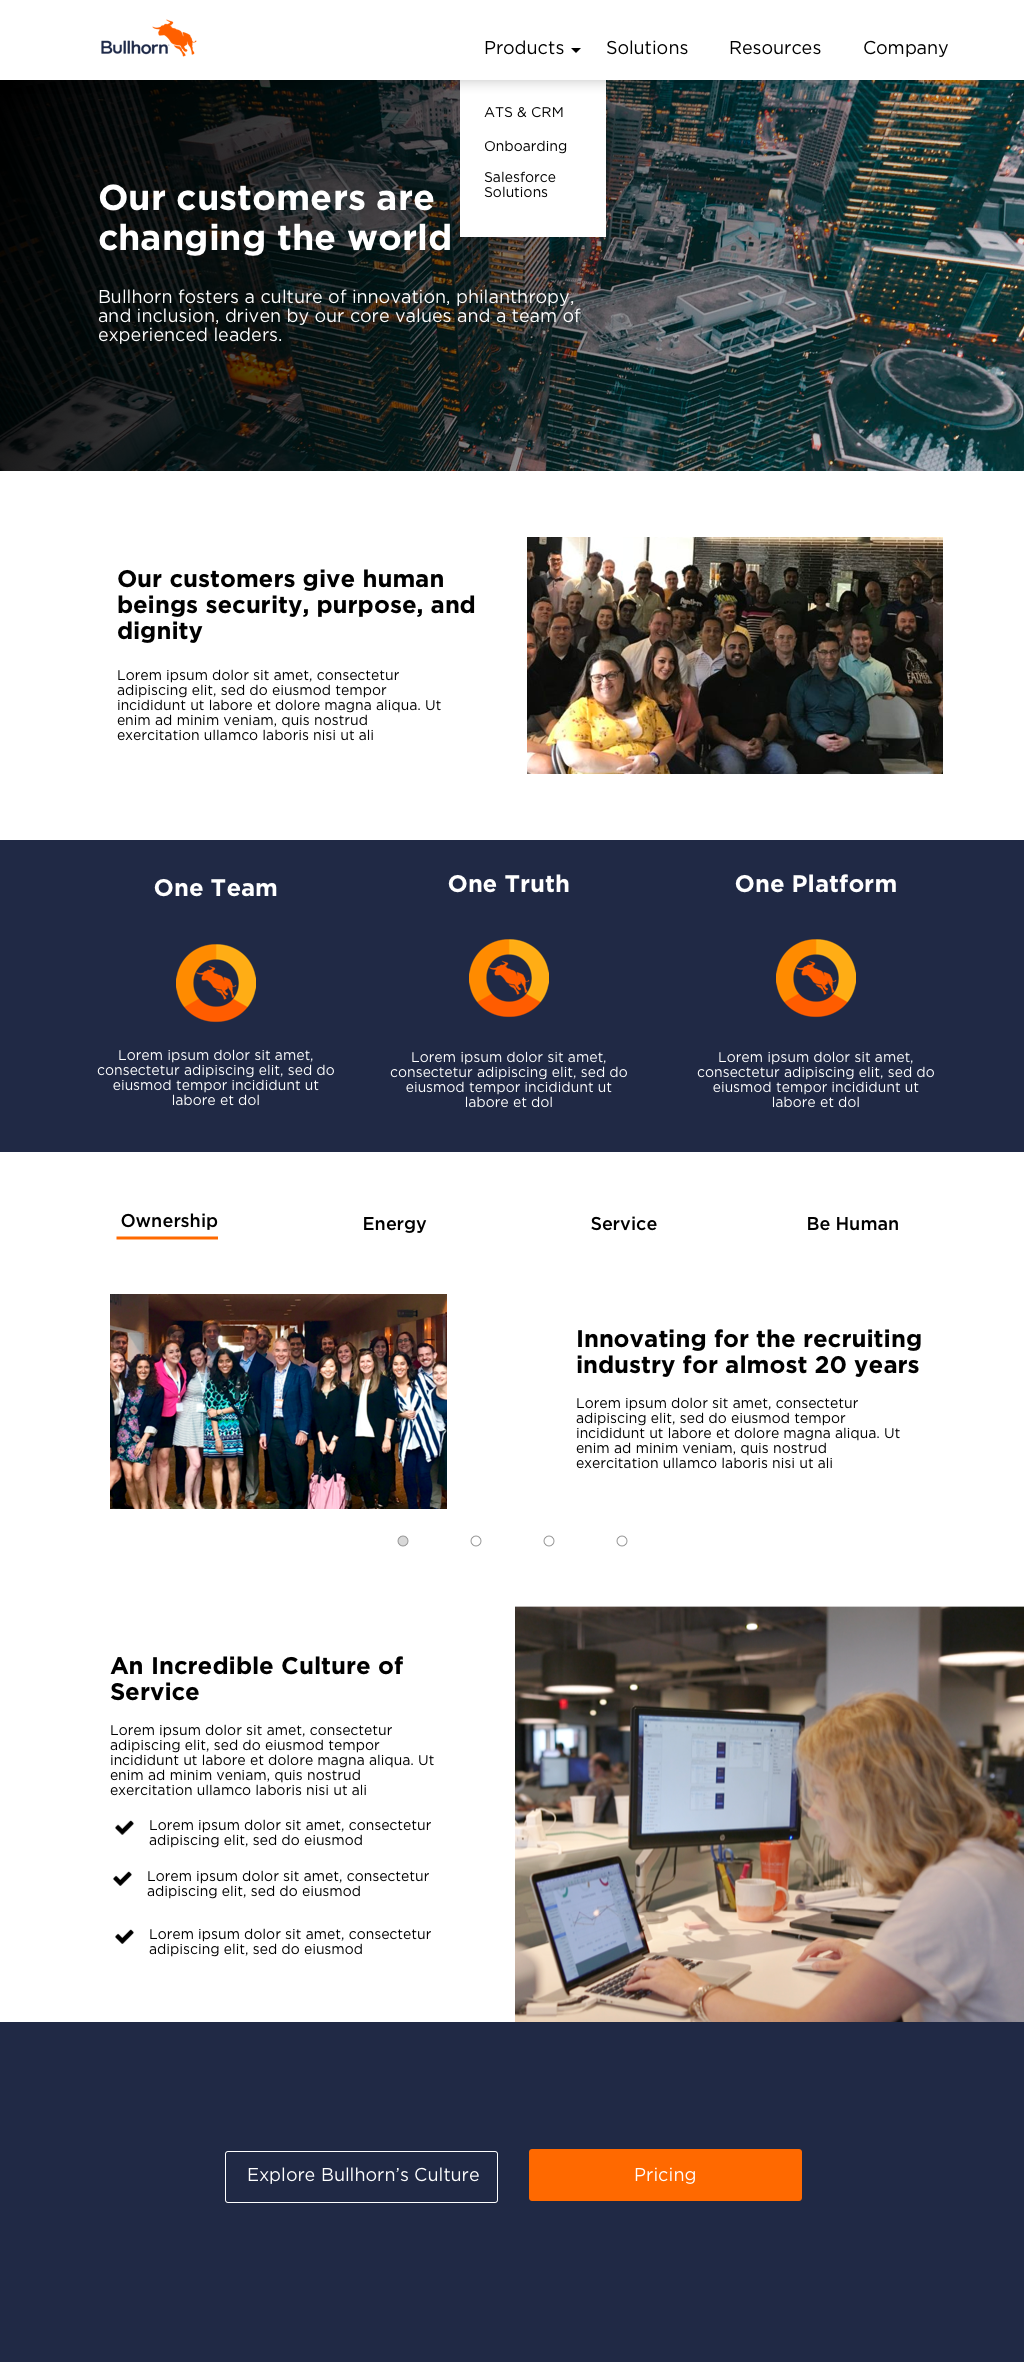 Bullhorn
Products
Solutions
Resources
Company
ATS & CRM
Onboarding
Salesforce
Solutions
Our customers are
changing the world
Bullhorn fosters a culture of innovation, philanthropy,
and inclusion, driven by our core values and a team of
experienced leaders.
Our customers give human
beings security, purpose, and
dignity
Lorem ipsum dolor sit amet, consectetur
adipiscing elit, sed do eiusmod tempor
incididunt ut labore et dolore magna aliqua. Ut
enim ad minim veniam, quis nostrud
exercitation ullamco laboris nisi ut ali
FATHER
One Team
Lorem ipsum dolor sit amet,
consectetur adipiscing elit, sed do
eiusmod tempor incididunt ut
labore et dol
One Truth
Lorem ipsum dolor sit amet,
consectetur adipiscing elit, sed do
eiusmod tempor incididunt ut
labore et dol
One Platform
Lorem ipsum dolor sit amet,
consectetur adipiscing elit, sed do
eiusmod tempor incididunt ut
labore et dol
Ownership
Energy
Service
Be Human
Innovating for the recruiting
industry for almost 20 years
Lorem ipsum dolor sit amet, consectetur
adipiscing elit, sed do eiusmod tempor
incididunt ut labore et dolore magna aliqua. Ut
enim ad minim veniam, quis nostrud
exercitation ullamco laboris nisi ut ali
An Incredible Culture of
Service
Lorem ipsum dolor sit amet, consectetur
adipiscing elit, sed do eiusmod tempor
incididunt ut labore et dolore magna aliqua. Ut
enim ad minim veniam, quis nostrud
exercitation ullamco laboris nisi ut ali
Lorem ipsum dolor sit amet, consectetur
adipiscing elit, sed do eiusmod
Lorem ipsum dolor sit amet, consectetur
adipiscing elit, sed do eiusmod
Lorem ipsum dolor sit amet, consectetur
adipiscing elit, sed do eiusmod
Explore Bullhorn’s Culture
Pricing